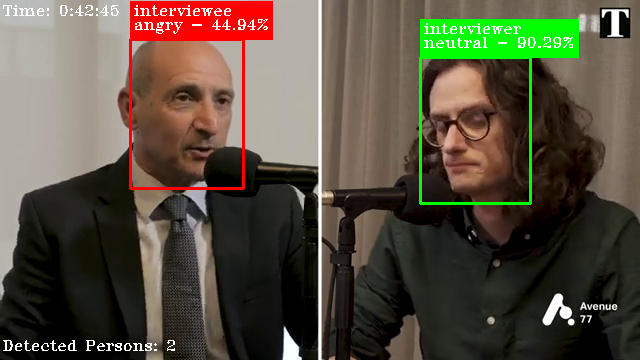 Time: 0:42:45
interviewee
angry - 44.94%
interviewer
neutral - 90.29%
T
Avenue
77
Detected Persons: 2